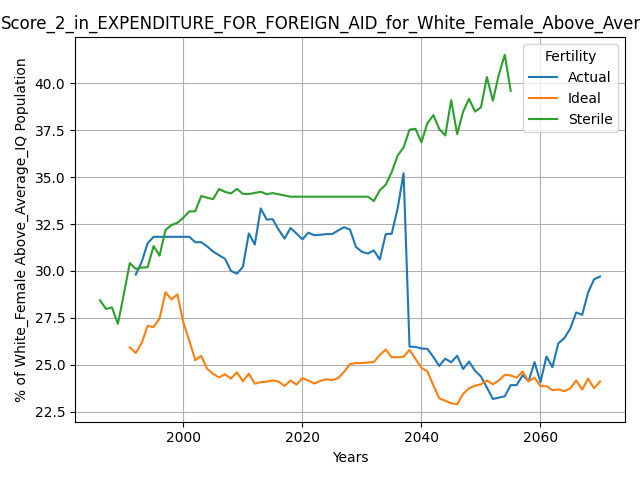 Score_2_in_EXPENDITURE_FOR_FOREIGN_AID_for_White_Female_Above_Aver
% of White_Female Above_Average_IQ Population
40.0
37.5
35.0
32.5
30.0
27.5
25.0
22.5
Fertility
Actual
Ideal
Sterile
2000
2020
2040
2060
Years